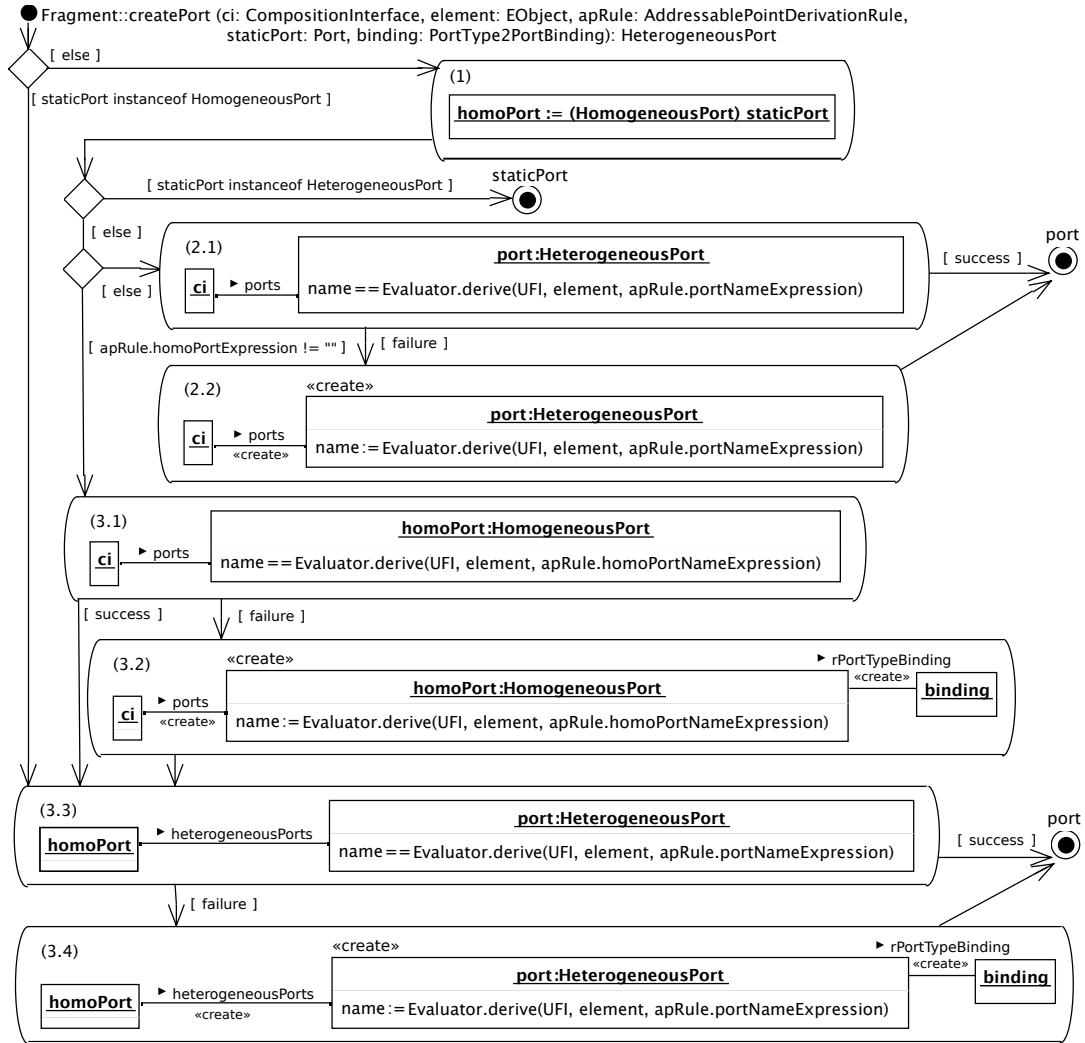 Fragment::createPort (ci: CompositionInterface, element: EObject, apRule: AddressablePointDerivationRule,
staticPort: Port, binding: PortType2PortBinding): HeterogeneousPort
[ else ]
(1)
[ staticPort instanceof HomogeneousPort ]
homoPort := (HomogeneousPort) staticPort
staticPort
[ staticPort instanceof HeterogeneousPort ]
[ else ]
port
(2.1)
port:HeterogeneousPort
[ success ]
[ else ]
ci
ports
name==Evaluator.derive(UFI, element, apRule.portNameExpression)
[ apRule.homoPortExpression != "" ]
[ failure ]
(2.2)
«create»
port:HeterogeneousPort
ci
ports
«create»
name:=Evaluator.derive(UFI, element, apRule.portNameExpression)
(3.1)
homoPort:HomogeneousPort
ci
ports
name==Evaluator.derive(UFI, element, apRule.homoPortNameExpression)
[ success ]
[ failure ]
(3.2)
«create»
rPortTypeBinding
«create»
homoPort:HomogeneousPort
binding
ci
ports
«create»
name:=Evaluator.derive(UFI, element, apRule.homoPortNameExpression)
(3.3)
port:HeterogeneousPort
port
homoPort
heterogeneousPorts
[ success ]
name==Evaluator.derive(UFI, element, apRule.portNameExpression)
[ failure ]
(3.4)
«create»
rPortTypeBinding
«create»
port:HeterogeneousPort
binding
homoPort
heterogeneousPorts
«create»
name:=Evaluator.derive(UFI, element, apRule.portNameExpression)